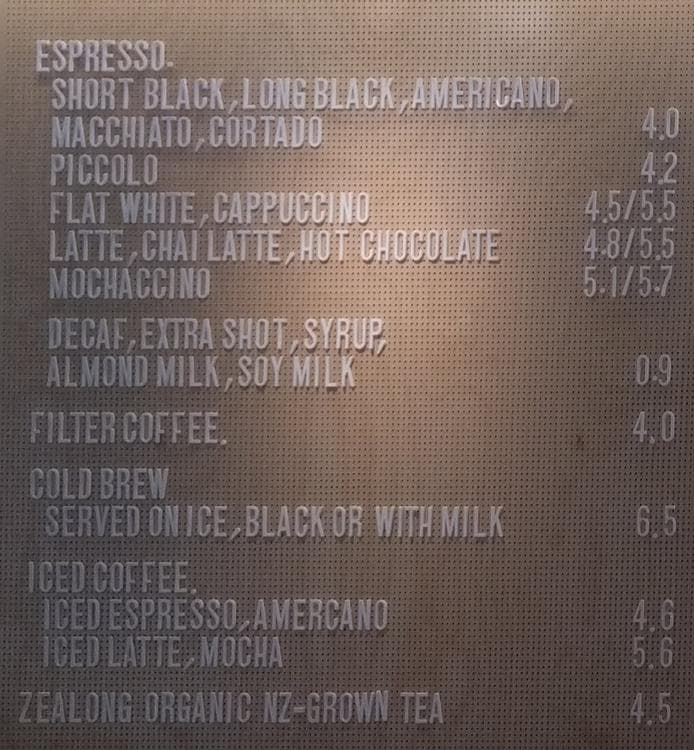 ESPRESSO.
SHORT BLACK, LONG BLACK, AMERICANO,
MACCHIATO, CORTADO 4.0
PICCOLO 4.2
FLAT WHITE, CAPPUCCINO 4.5/5.5
LATTE, CHAI LATTE, HOT CHOCOLATE 4.8/5.5
MOCHACCINO 5.1/5.7
DECAF, EXTRA SHOT, SYRUP,
ALMOND MILK, SOY MILK 0.9
FILTER COFFEE. 4.0
COLD BREW
SERVED ON ICE, BLACK OR WITH MILK 6.5
ICED COFFEE.
ICED ESPRESSO, AMERCANO 4.6
ICED LATTE, MOCHA 5.6
ZEALONG ORGANIC NZ-GROWN TEA 4.5